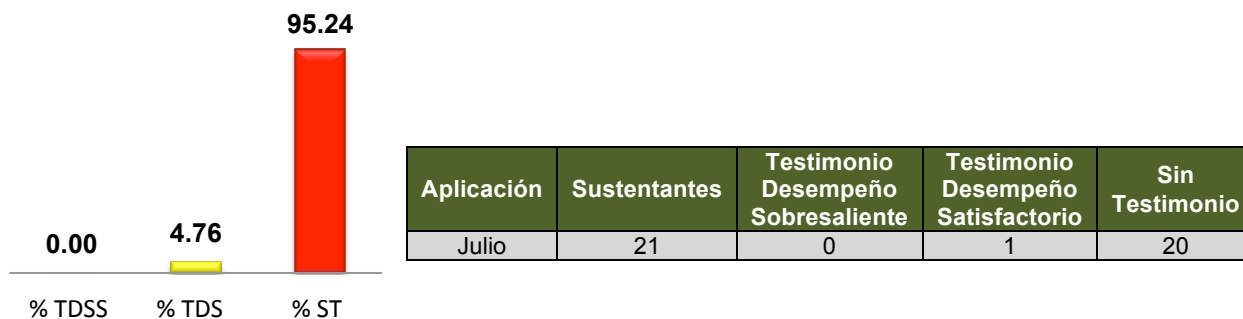 95.24
4.76
0.00
% TDSS % TDS % ST
Aplicación Sustentantes Testimonio Desempeño Sobresaliente Testimonio Desempeño Satisfactorio Sin Testimonio
Julio 21 0 1 20